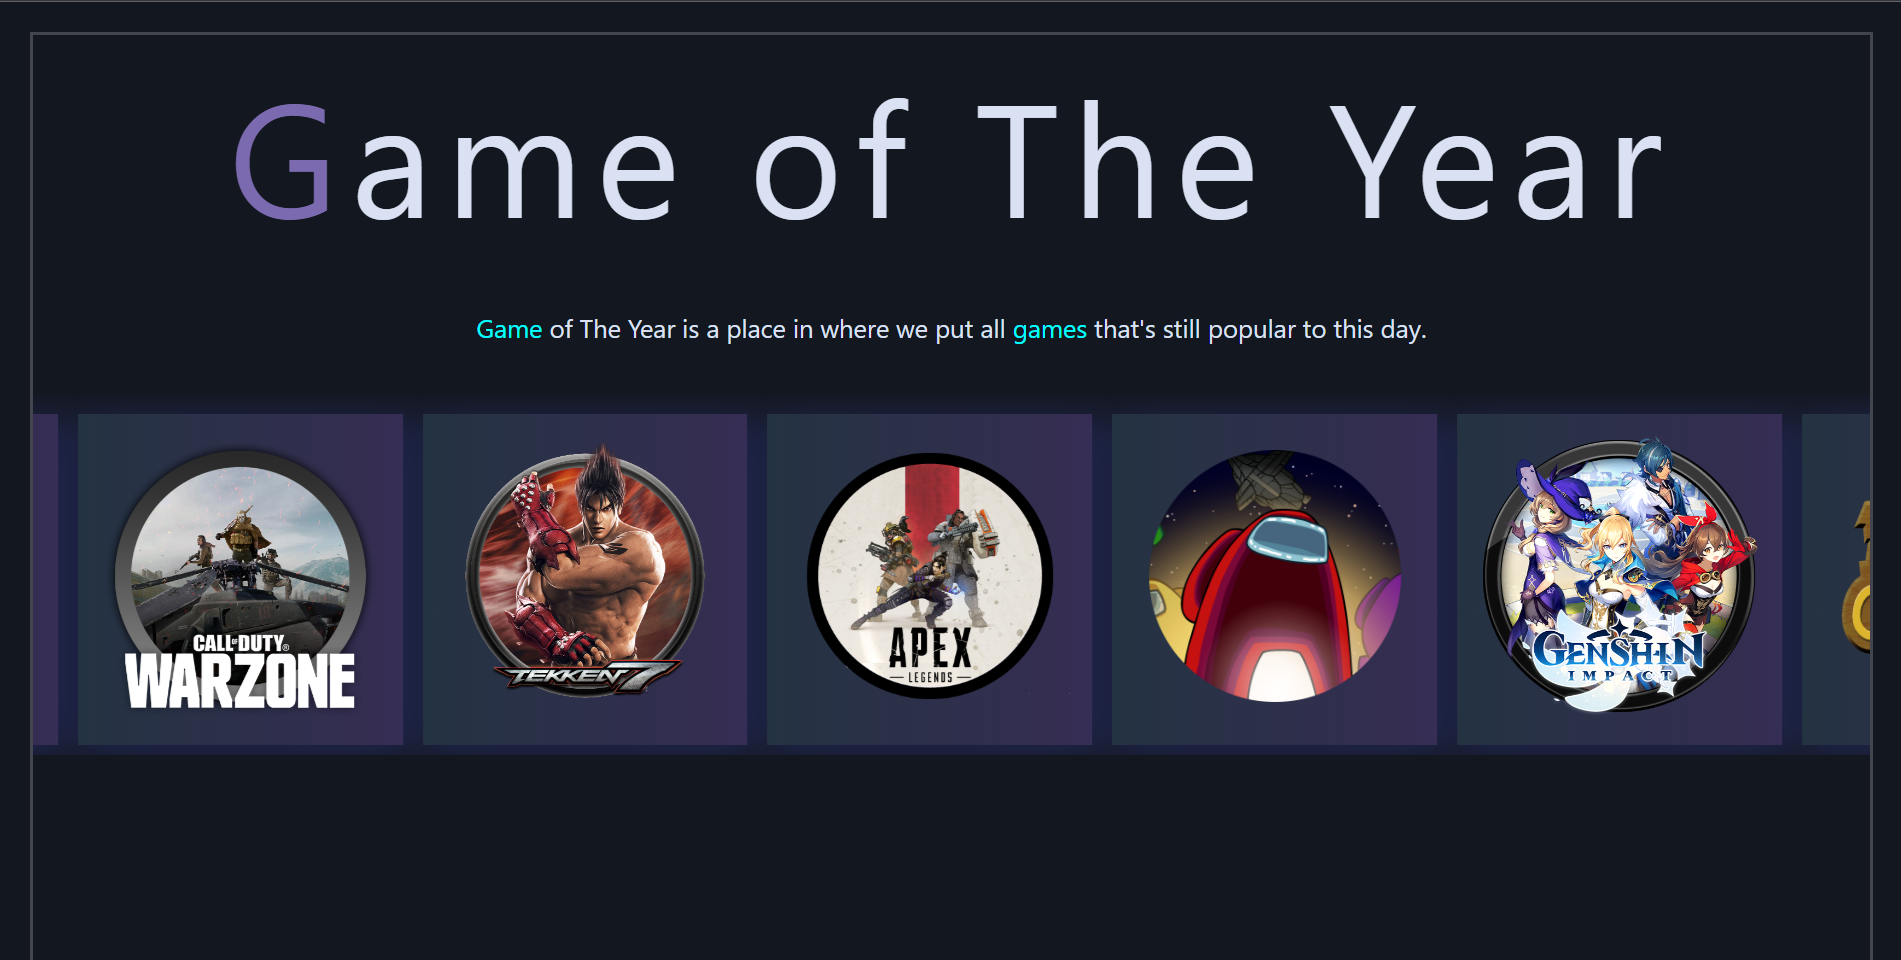 Game of The Year
Game of The Year is a place in where we put all games that's still popular to this day.
CALL OF DUTY®
WARZONE
TEKKEN 7
APEX
LEGENDS
GENSHIN
IMPACT